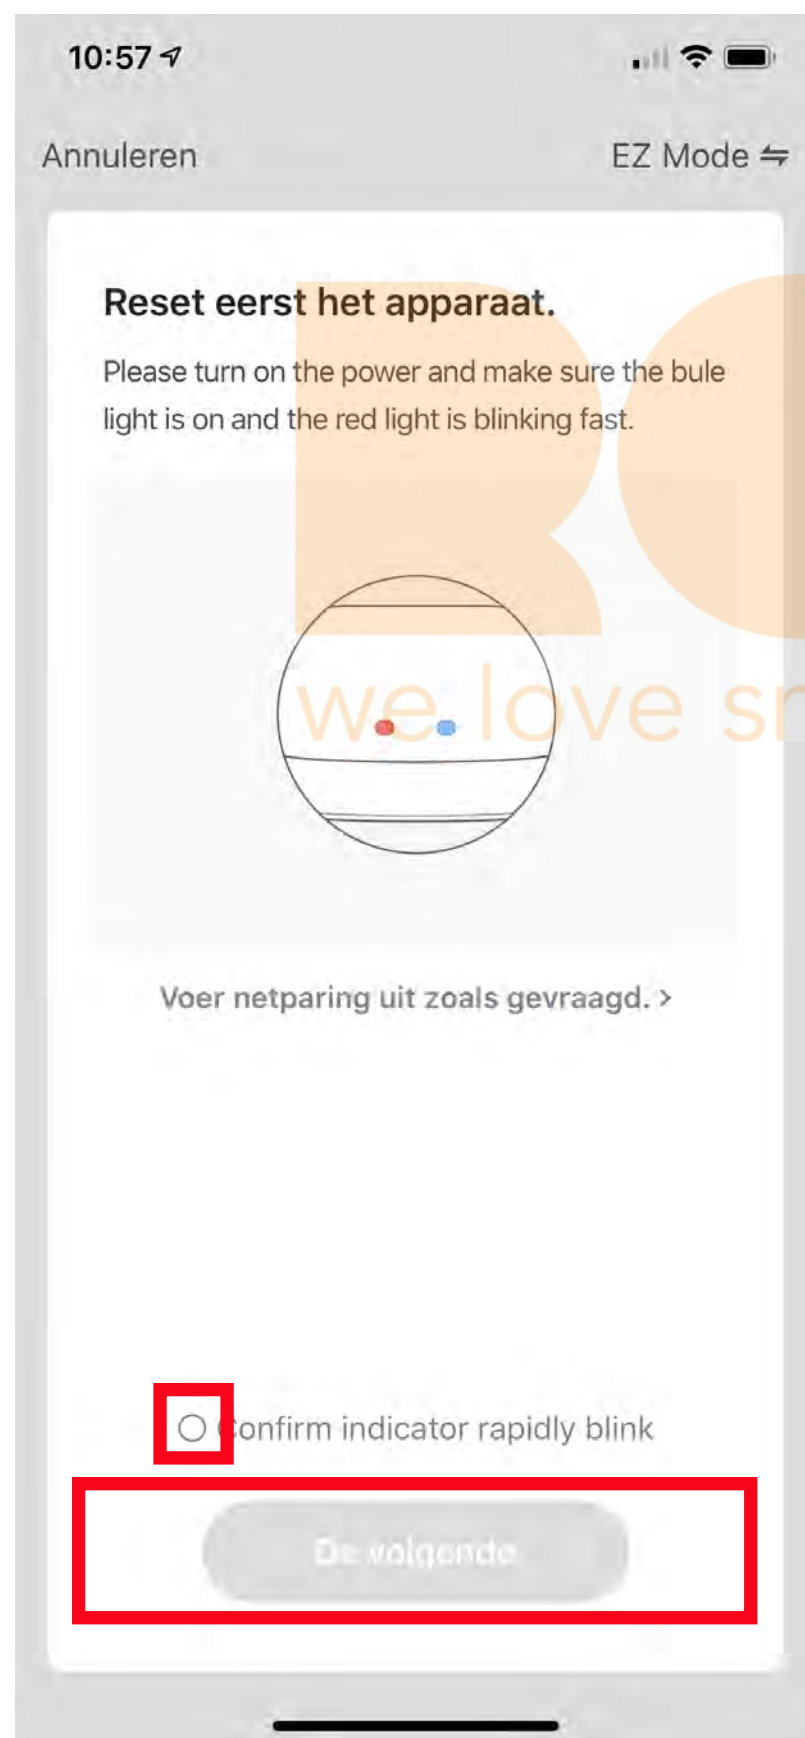 10:57
Annuleren
EZ Mode
Reset eerst het apparaat.
Please turn on the power and make sure the bule
light is on and the red light is blinking fast.
we love
Voer netparing uit zoals gevraagd. >
Confirm indicator rapidly blink
De volgende